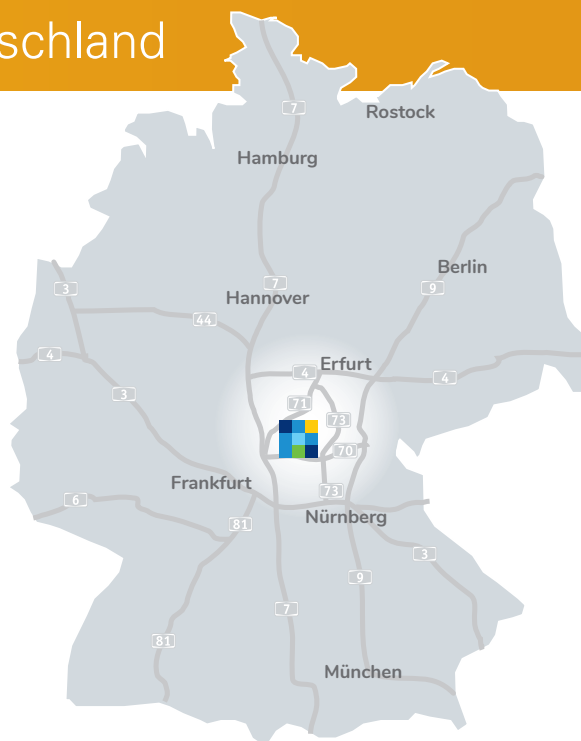 schland
7
Rostock
Hamburg
Berlin
7
9
3
Hannover
44
4
Erfurt
4
4
3
71
73
70
Frankfurt
73
6
Nürnberg
81
3
9
7
81
München